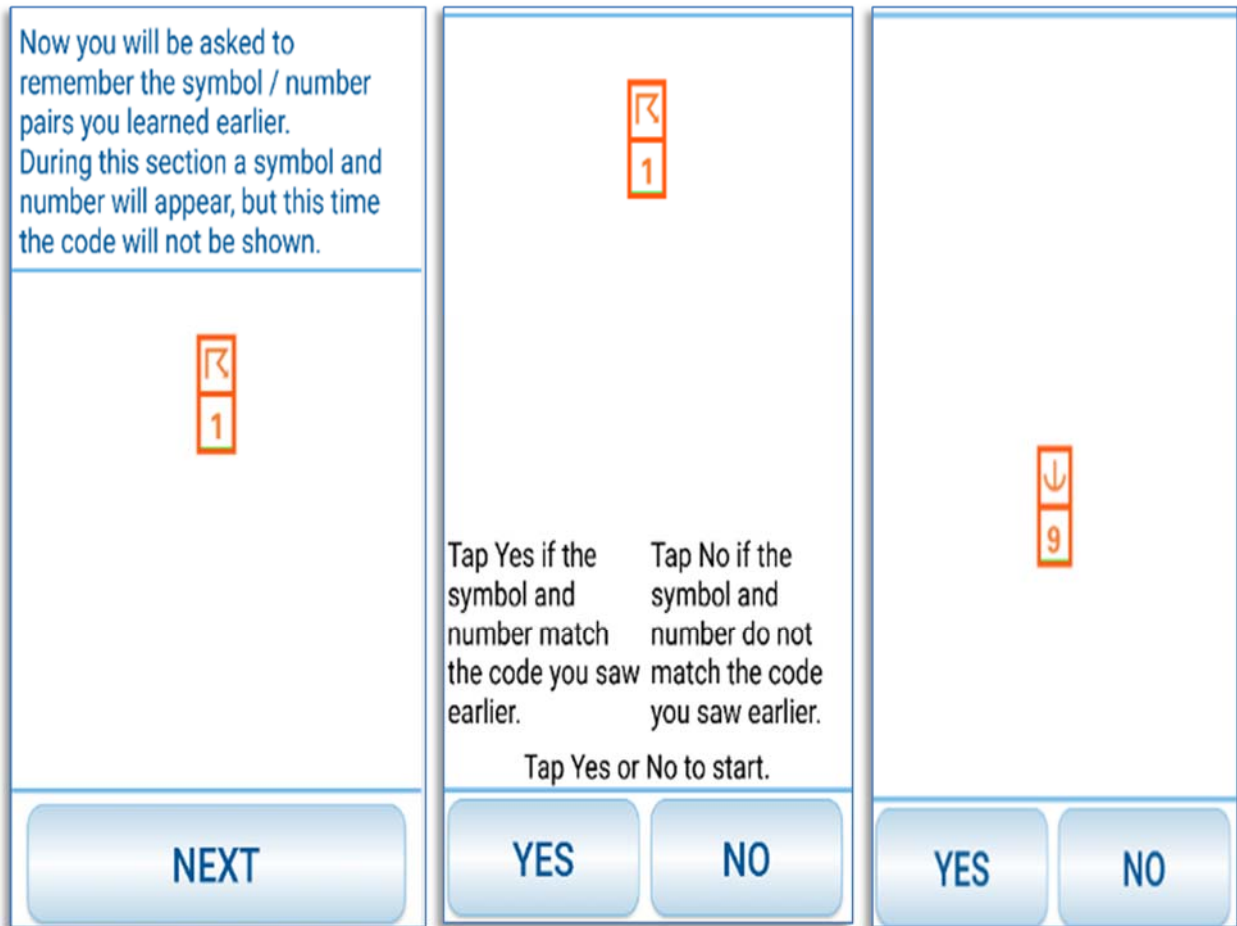 Now you will be asked to
remember the symbol / number
pairs you learned earlier.
During this section a symbol and
number will appear, but this time
the code will not be shown.
1
NEXT
1
Tap Yes if the
symbol and
number match
the code you saw
earlier.
Tap No if the
symbol and
number do not
match the code
you saw earlier.
Tap Yes or No to start.
YES
NO
9
YES
NO